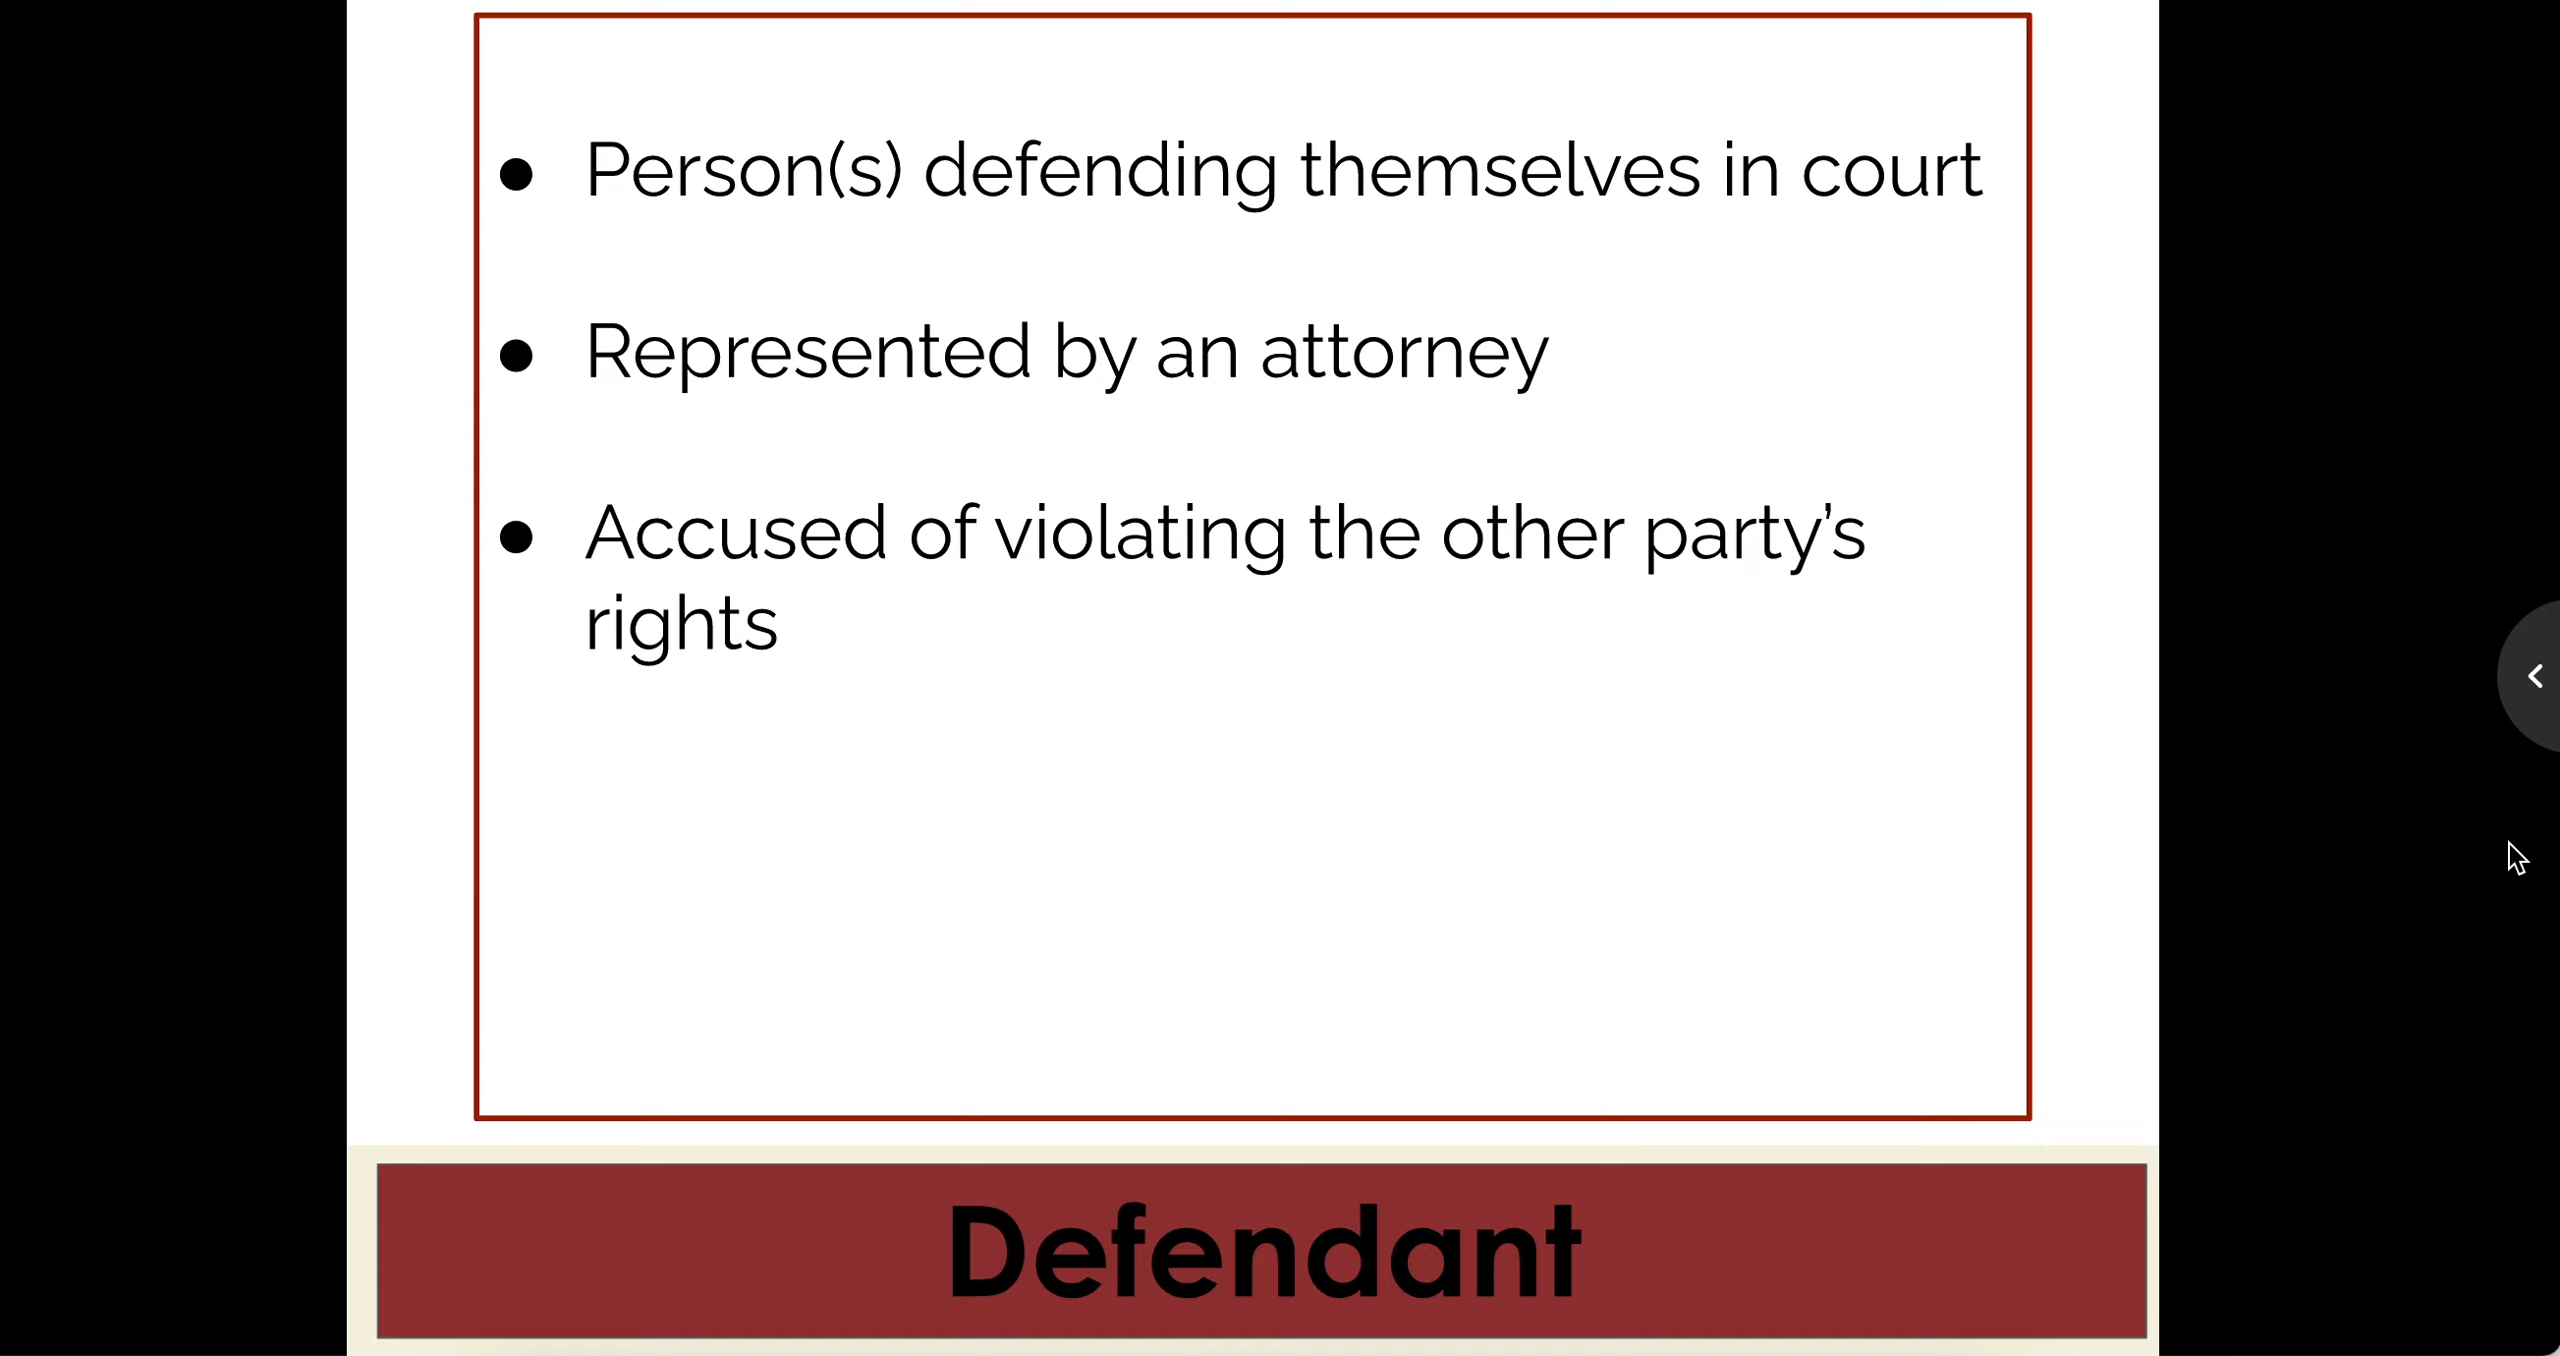 ● Person(s) defending themselves in court
● Represented by an attorney
● Accused of violating the other party’s
rights
Defendant